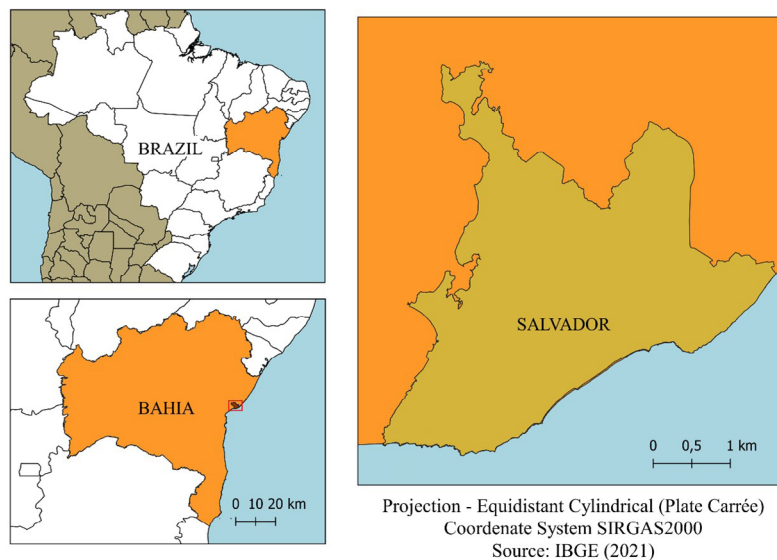 BRAZIL
BAHIA
0 10 20 km
SALVADOR
0 0,5 1 km
Projection - Equidistant Cylindrical (Plate Carrée)
Coordenate System SIRGAS2000
Source: IBGE (2021)